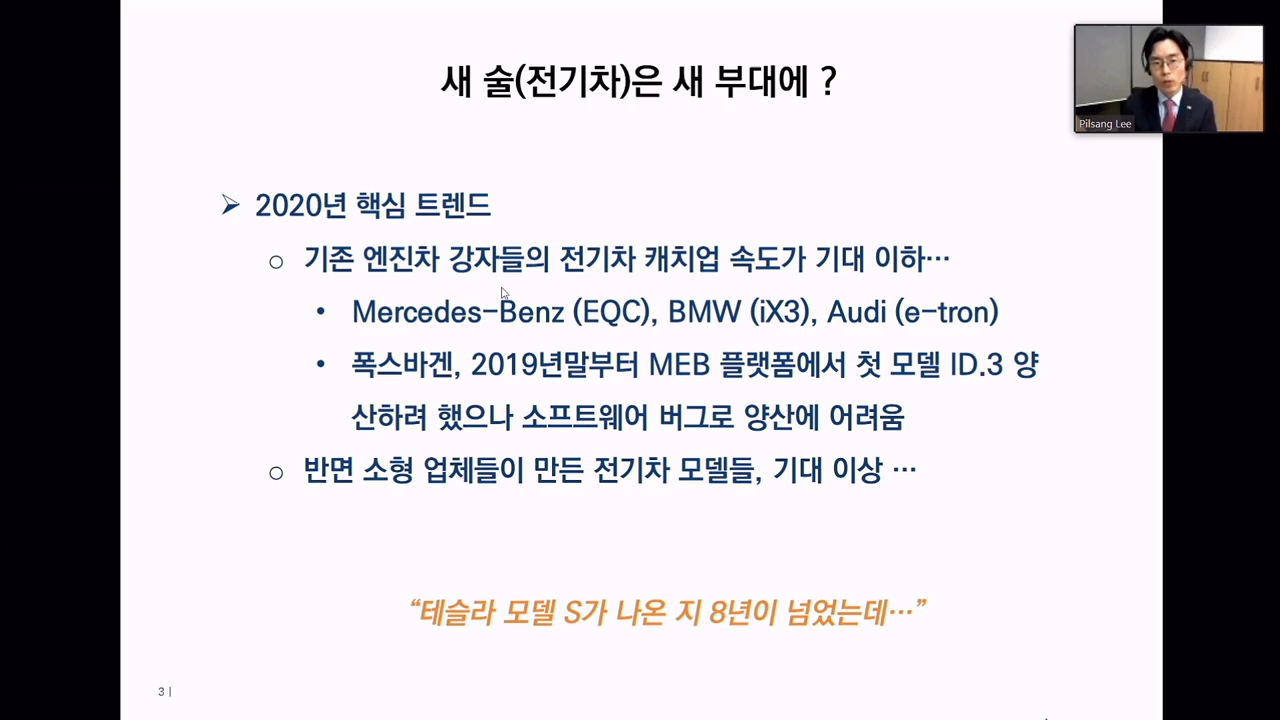 새 술(전기차)은 새 부대에 ?
Pilsang Lee
➢ 2020년 핵심 트렌드
o 기존 엔진차 강자들의 전기차 캐치업 속도가 기대 이하…
• Mercedes-Benz (EQC), BMW (iX3), Audi (e-tron)
• 폭스바겐, 2019년말부터 MEB 플랫폼에서 첫 모델 ID.3 양
산하려 했으나 소프트웨어 버그로 양산에 어려움
o 반면 소형 업체들이 만든 전기차 모델들, 기대 이상 …
“테슬라 모델 S가 나온 지 8년이 넘었는데…”
3 |